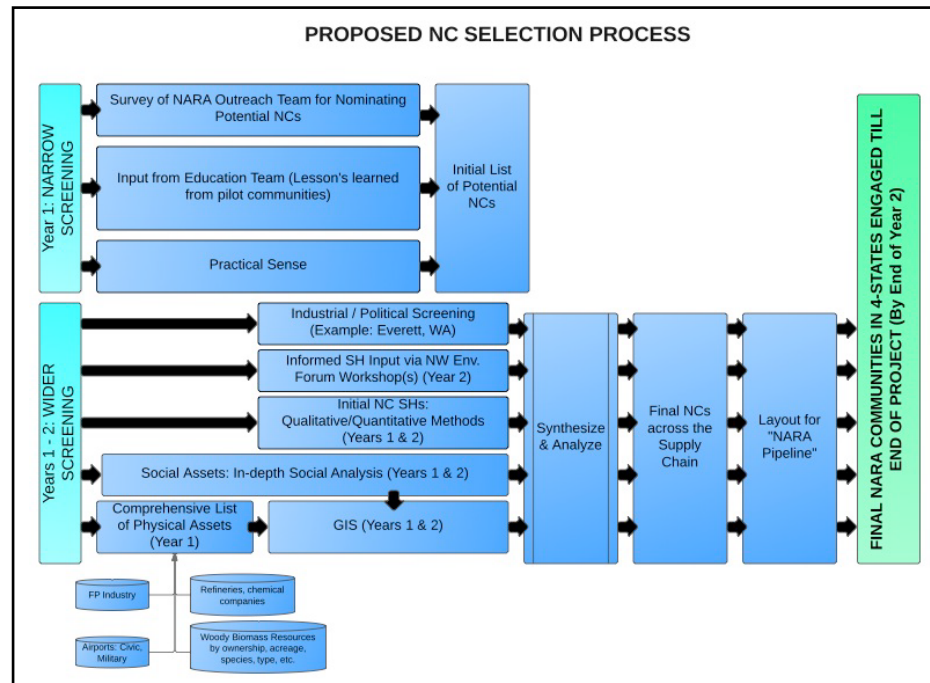 PROPOSED NC SELECTION PROCESS
Year 1: NARROW
SCREENING
Survey of NARA Outreach Team for Nominating
Potential NCs
Input from Education Team (Lesson's learned
from pilot communities)
Practical Sense
Initial List
of Potential
NCs
Years 1 - 2: WIDER
SCREENING
Industrial / Political Screening
(Example: Everett, WA)
Informed SH Input via NW Env.
Forum Workshop(s) (Year 2)
Initial NC SHs:
Qualitative/Quantitative Methods
(Years 1 & 2)
Social Assets: In-depth Social Analysis (Years 1 & 2)
Comprehensive List
of Physical Assets
(Year 1)
GIS (Years 1 & 2)
Synthesize
& Analyze
Final NCs
across the
Supply
Chain
Layout for
"NARA
Pipeline"
FINAL NARA COMMUNITIES IN 4-STATES ENGAGED TILL
END OF PROJECT (By End of Year 2)
FP Industry
Refineries, chemical
companies
Airports: Civic,
Military
Woody Biomass Resources
by ownership, acreage,
species, type, etc.